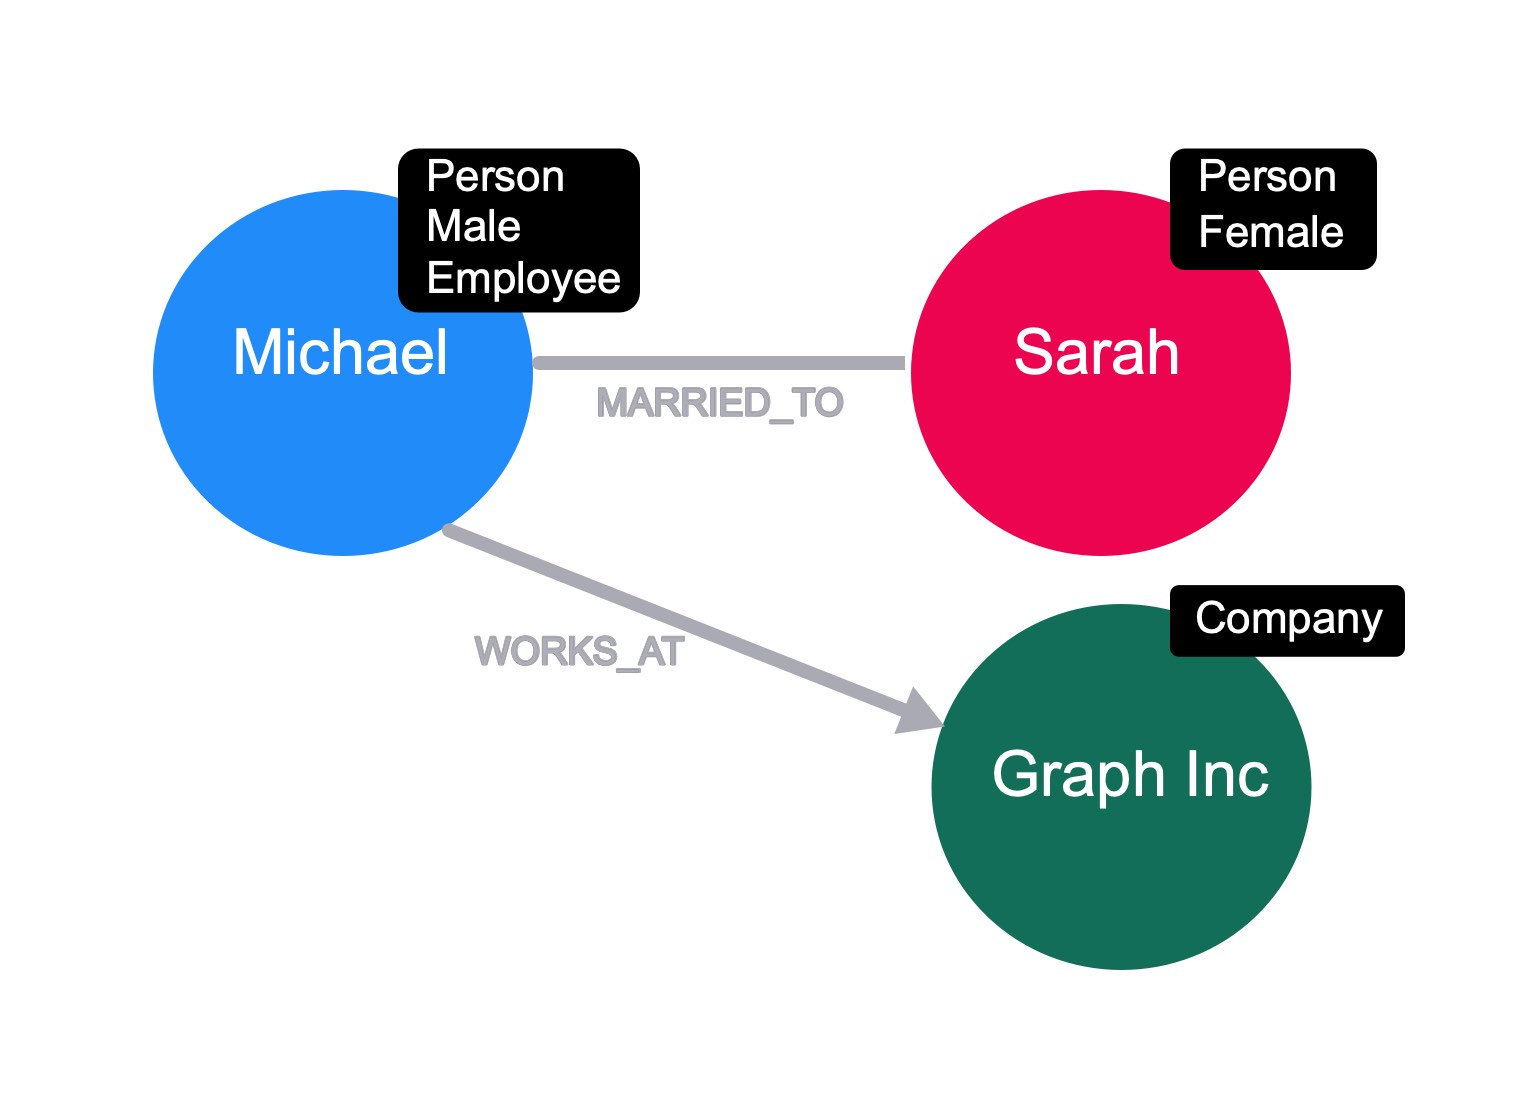 Person
Male
Employee
Michael
Person
Female
Sarah
MARRIED_TO
WORKS_AT
Company
Graph Inc